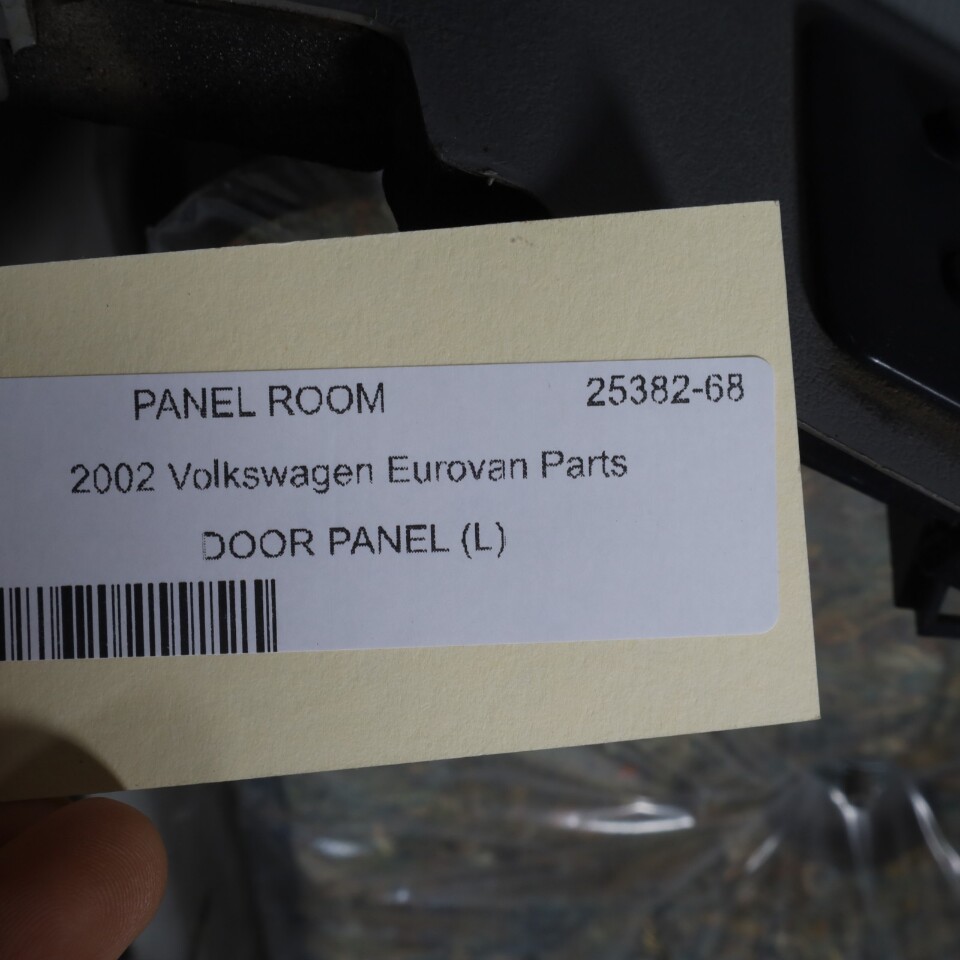 PANEL ROOM 25382-68
2002 Volkswagen Eurovan Parts
DOOR PANEL (L)